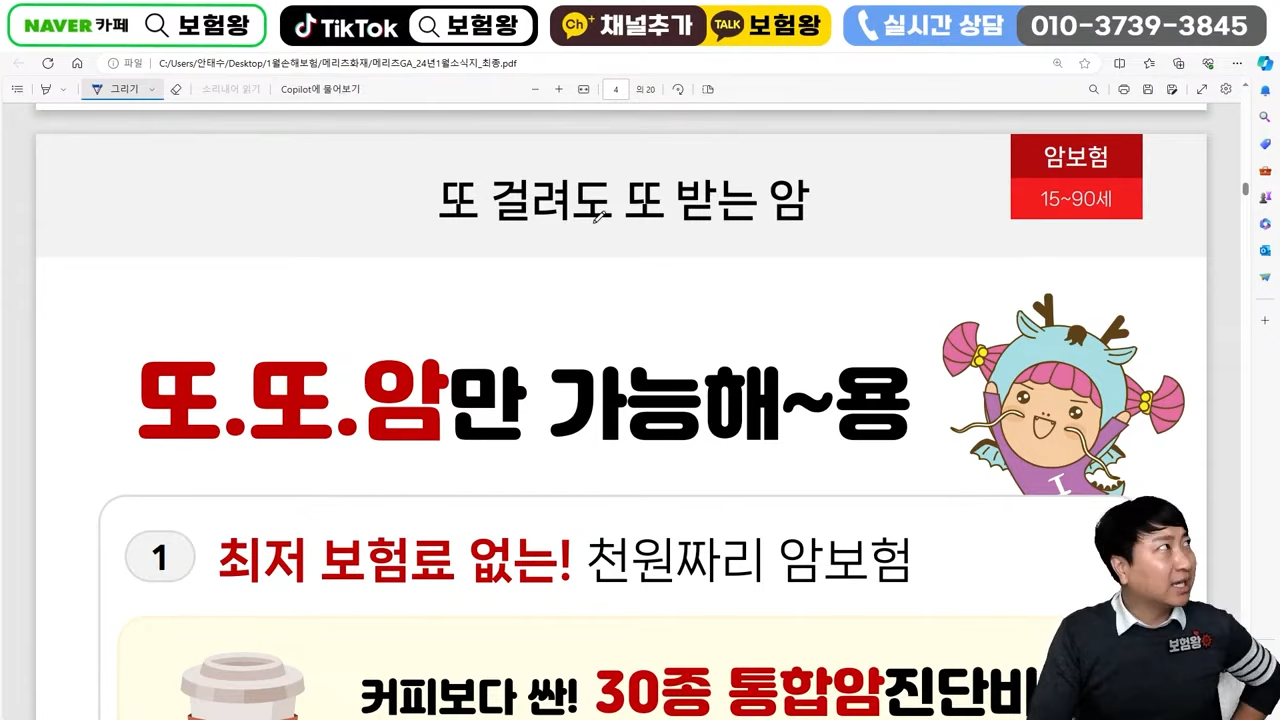 NAVER 카페 보험왕
TikTok 보험왕
Ch+ 채널추가 TALK 보험왕
실시간 상담 010-3739-3845
파일 C:/Users/안태수/Desktop/1월손해보험/메리츠화재/메리츠GA_24년1월소식지_최종.pdf
그리기 소리내어 읽기 Copilot에 물어보기 4 의 20
암보험
15~90세
또 걸려도 또 받는 암
또.또.암만 가능해~용
1 최저 보험료 없는! 천원짜리 암보험
보험왕
커피보다 싼! 30종 통합암진단비